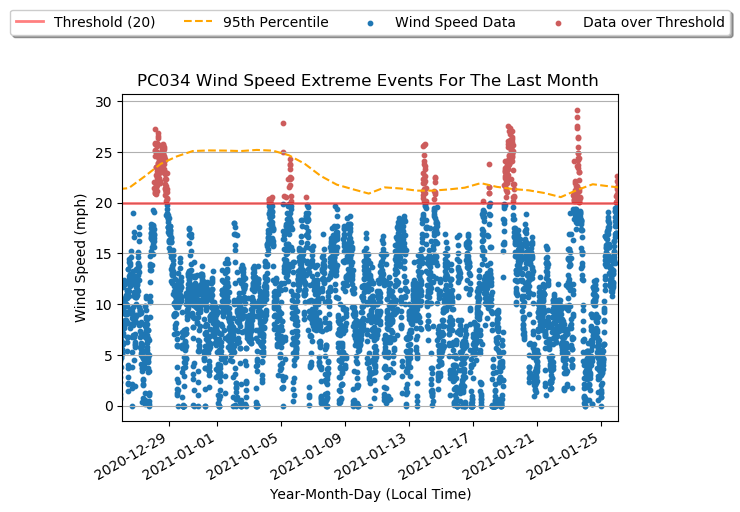 Threshold (20) 95th Percentile Wind Speed Data Data over Threshold
PC034 Wind Speed Extreme Events For The Last Month
Wind Speed (mph)
30
25
20
15
10
5
0
2020-12-29 2021-01-01 2021-01-05 2021-01-09 2021-01-13 2021-01-17 2021-01-21 2021-01-25
Year-Month-Day (Local Time)